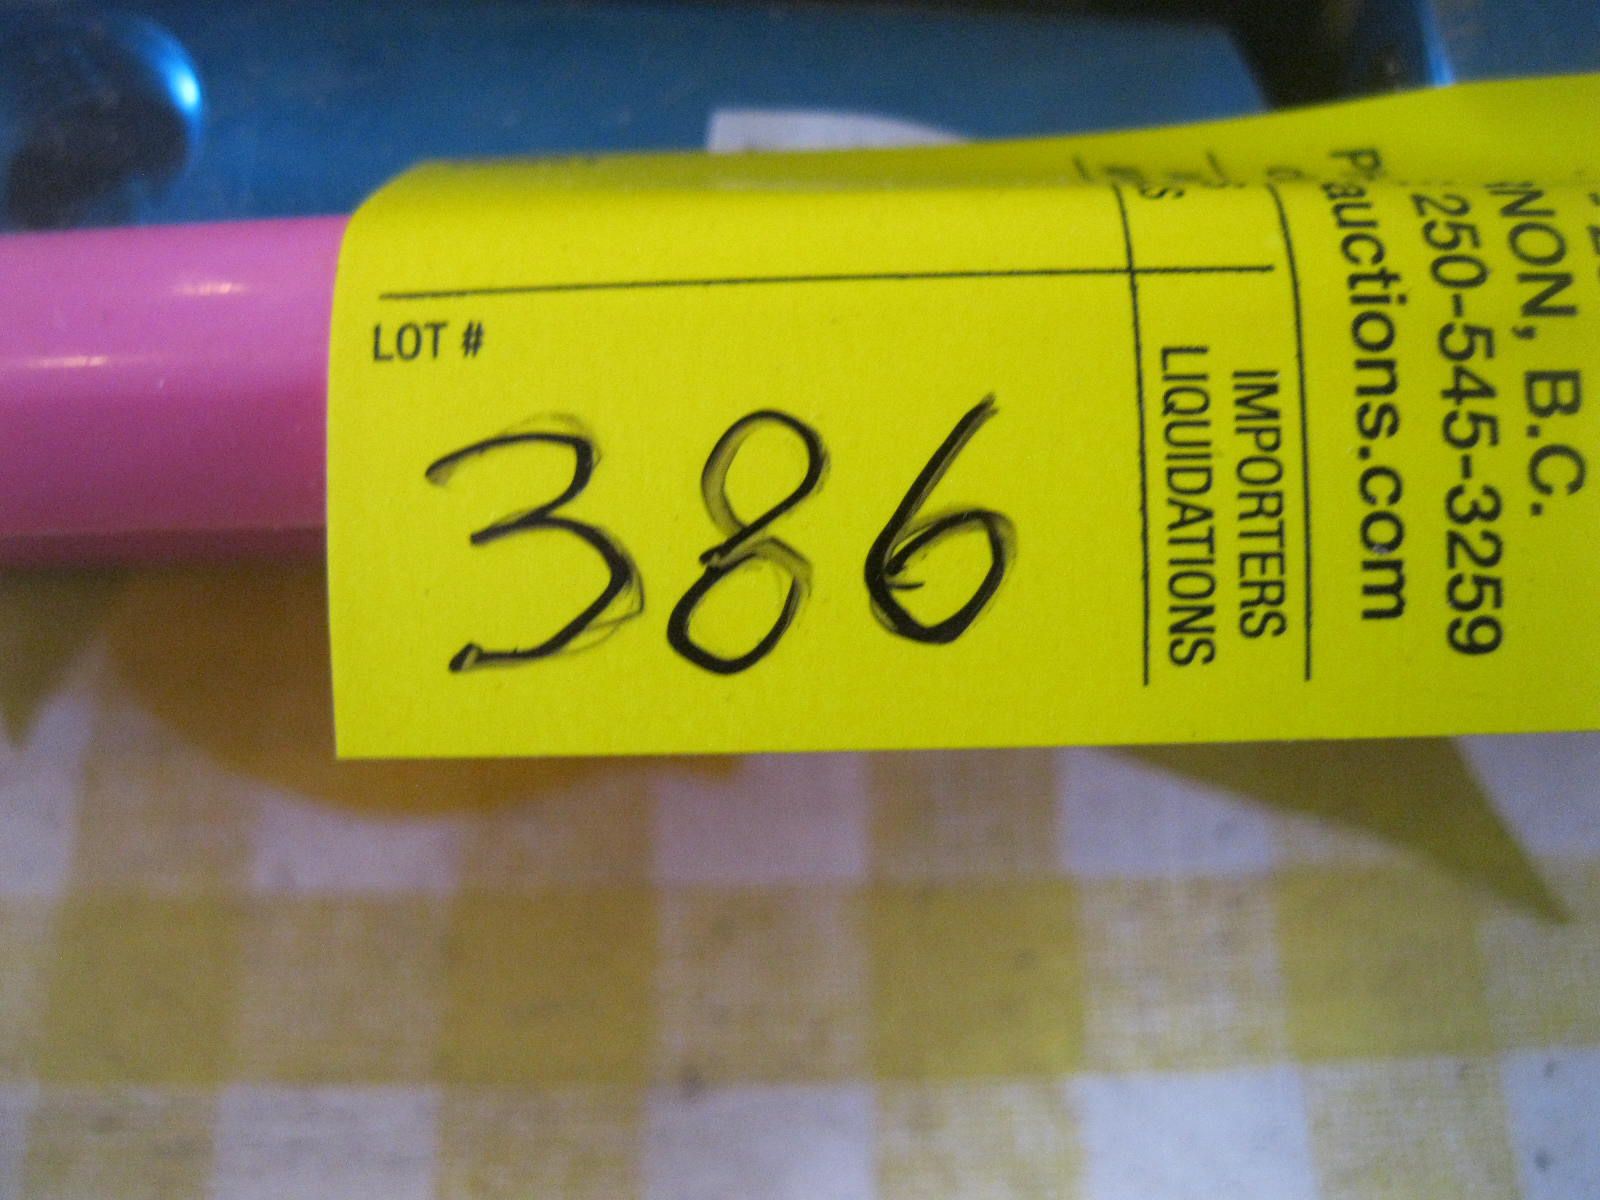 LOT #
386
IMPORTERS
LIQUIDATIONS
NON, B.C.
250-545-3259
auctions.com